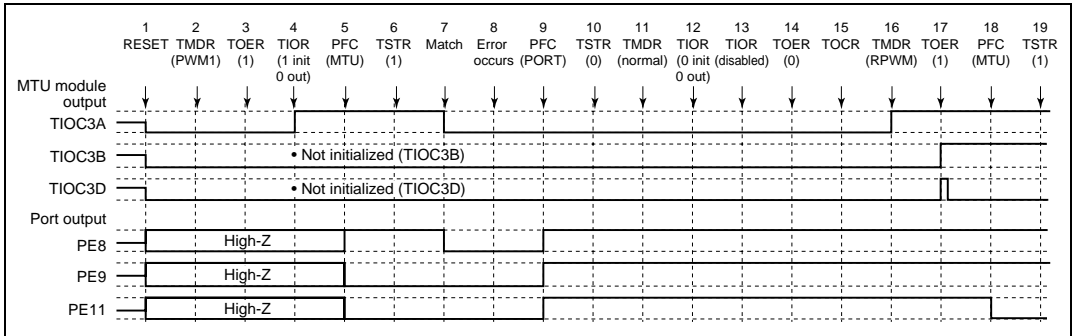 1 2 3 4 5 6 7 8 9 10 11 12 13 14 15 16 17 18 19
RESET TMDR TOER TIOR PFC TSTR Match Error PFC TSTR TMDR TIOR TIOR TOER TOCR TMDR TOER PFC TSTR
(PWM1) (1) (1 init (MTU) (1) occurs (PORT) (0) (normal) (0 init (disabled) (0) (RPWM) (1) (MTU) (1)
0 out) 0 out)
MTU module
output
TIOC3A
TIOC3B • Not initialized (TIOC3B)
TIOC3D • Not initialized (TIOC3D)
Port output
PE8 High-Z
PE9 High-Z
PE11 High-Z